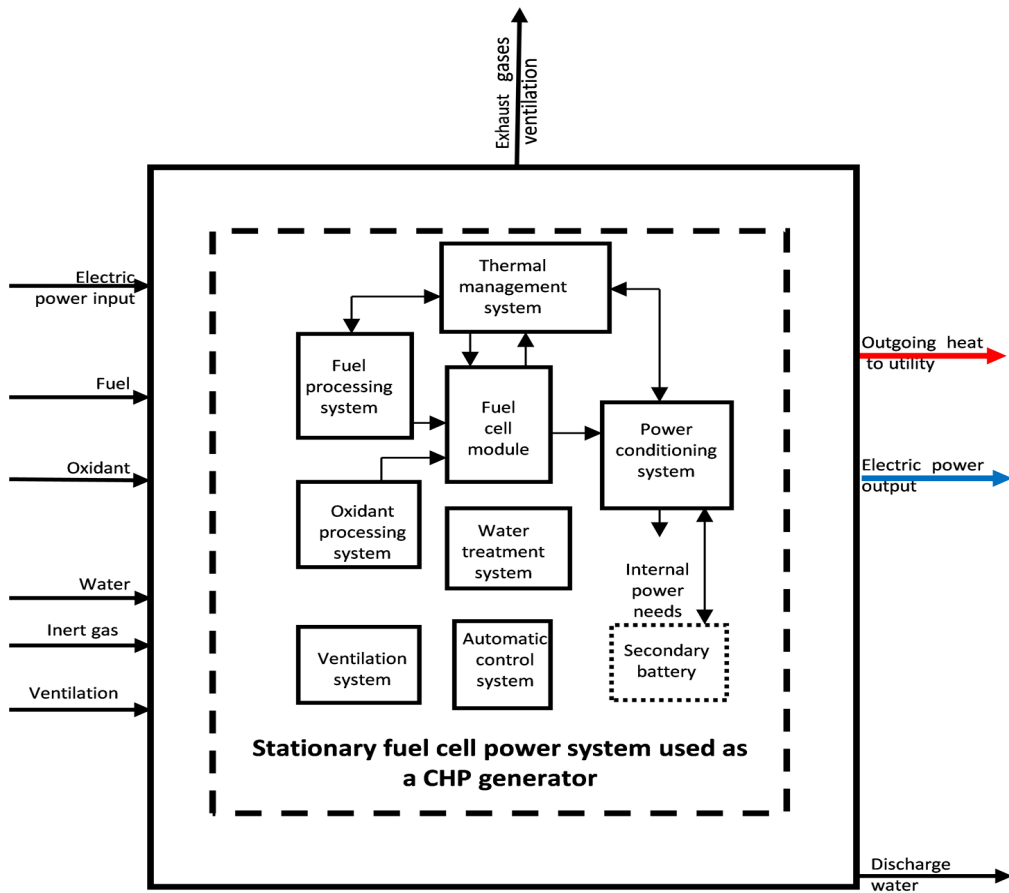 Exhaust gases
ventilation
Electric
power input
Fuel
Oxidant
Water
Inert gas
Ventilation
Thermal
management
system
Fuel
processing
system
Fuel
cell
module
Power
conditioning
system
Oxidant
processing
system
Water
treatment
system
Internal
power
needs
Ventilation
system
Automatic
control
system
Secondary
battery
Stationary fuel cell power system used as
a CHP generator
Outgoing heat
to utility
Electric power
output
Discharge
water